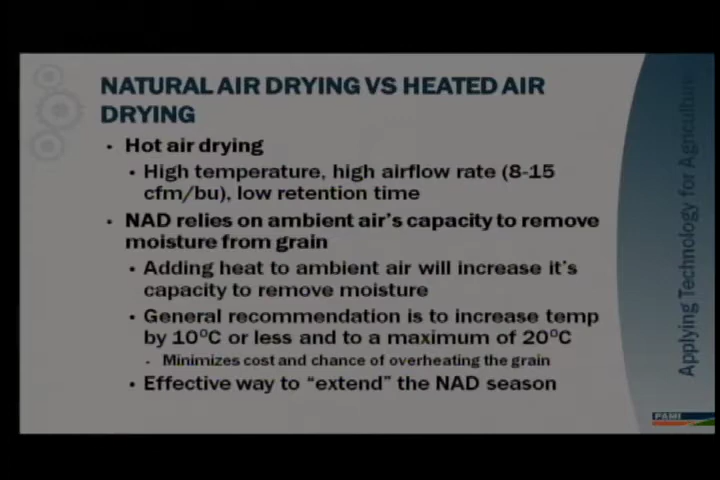 NATURAL AIR DRYING VS HEATED AIR
DRYING
• Hot air drying
• High temperature, high airflow rate (8-15
cfm/bu), low retention time
• NAD relies on ambient air's capacity to remove
moisture from grain
• Adding heat to ambient air will increase it's
capacity to remove moisture
• General recommendation is to increase temp
by 10⁰C or less and to a maximum of 20⁰C
• Minimizes cost and chance of overheating the grain
• Effective way to “extend” the NAD season
Applying Technology for Agriculture
PAMI